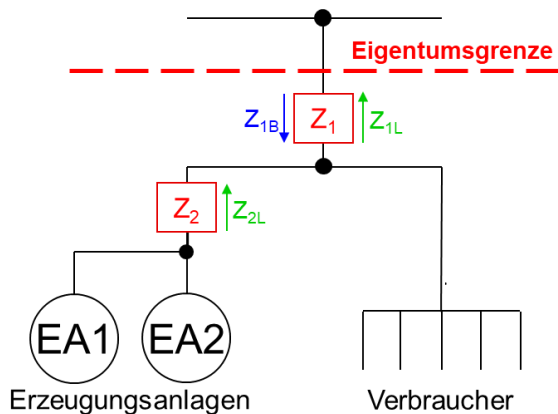 Eigentumsgrenze
Z1B Z1 Z1L
Z2 Z2L
EA1 EA2
Erzeugungsanlagen Verbraucher